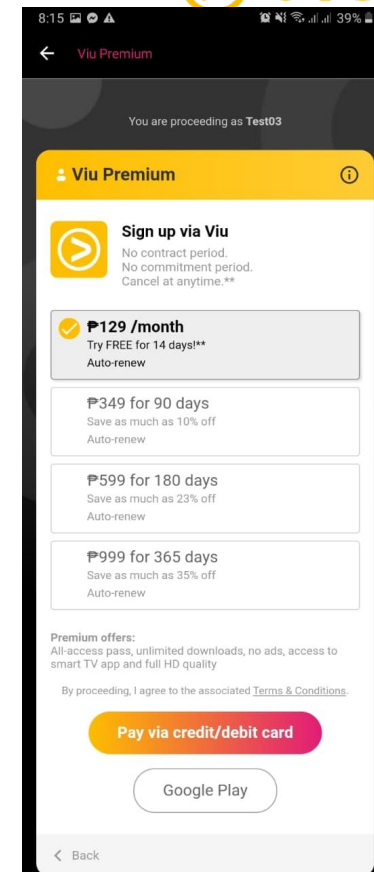 8:15
39%
Viu Premium
You are proceeding as Test03
Viu Premium
Sign up via Viu
No contract period.
No commitment period.
Cancel at anytime.**
₱129 /month
Try FREE for 14 days!**
Auto-renew
₱349 for 90 days
Save as much as 10% off
Auto-renew
₱599 for 180 days
Save as much as 23% off
Auto-renew
₱999 for 365 days
Save as much as 35% off
Auto-renew
Premium offers:
All-access pass, unlimited downloads, no ads, access to
smart TV app and full HD quality
By proceeding, I agree to the associated Terms & Conditions.
Pay via credit/debit card
Google Play
Back